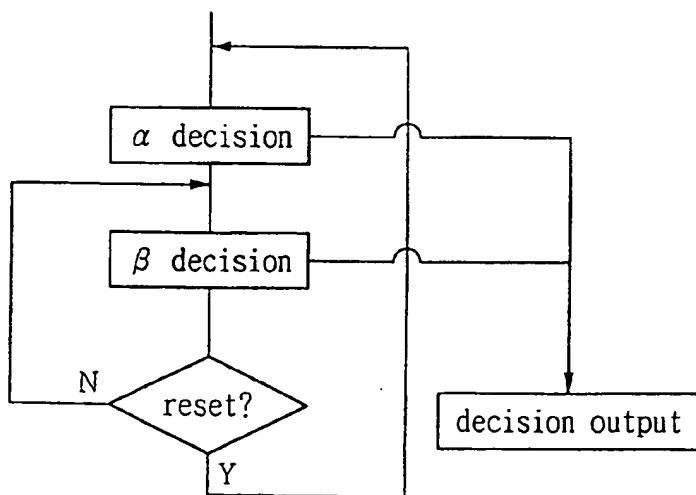 α decision
β decision
N
reset?
decision output
Y